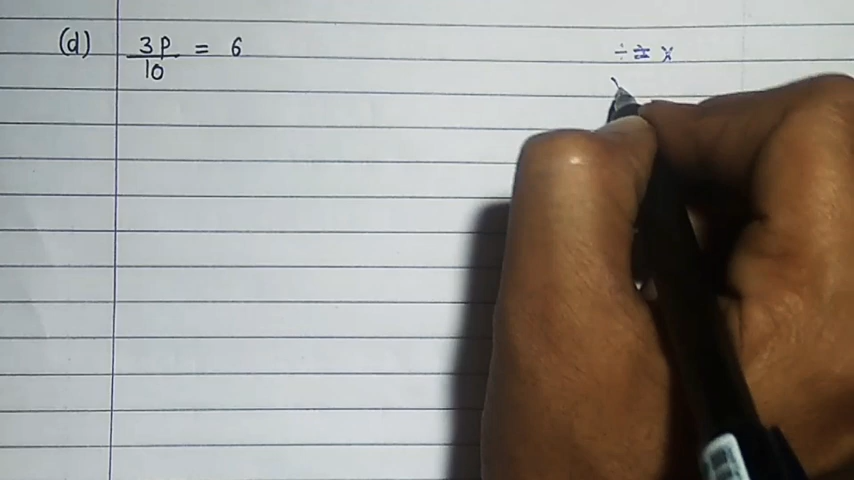 (d) 3P/10 = 6
÷ ⇌ ×